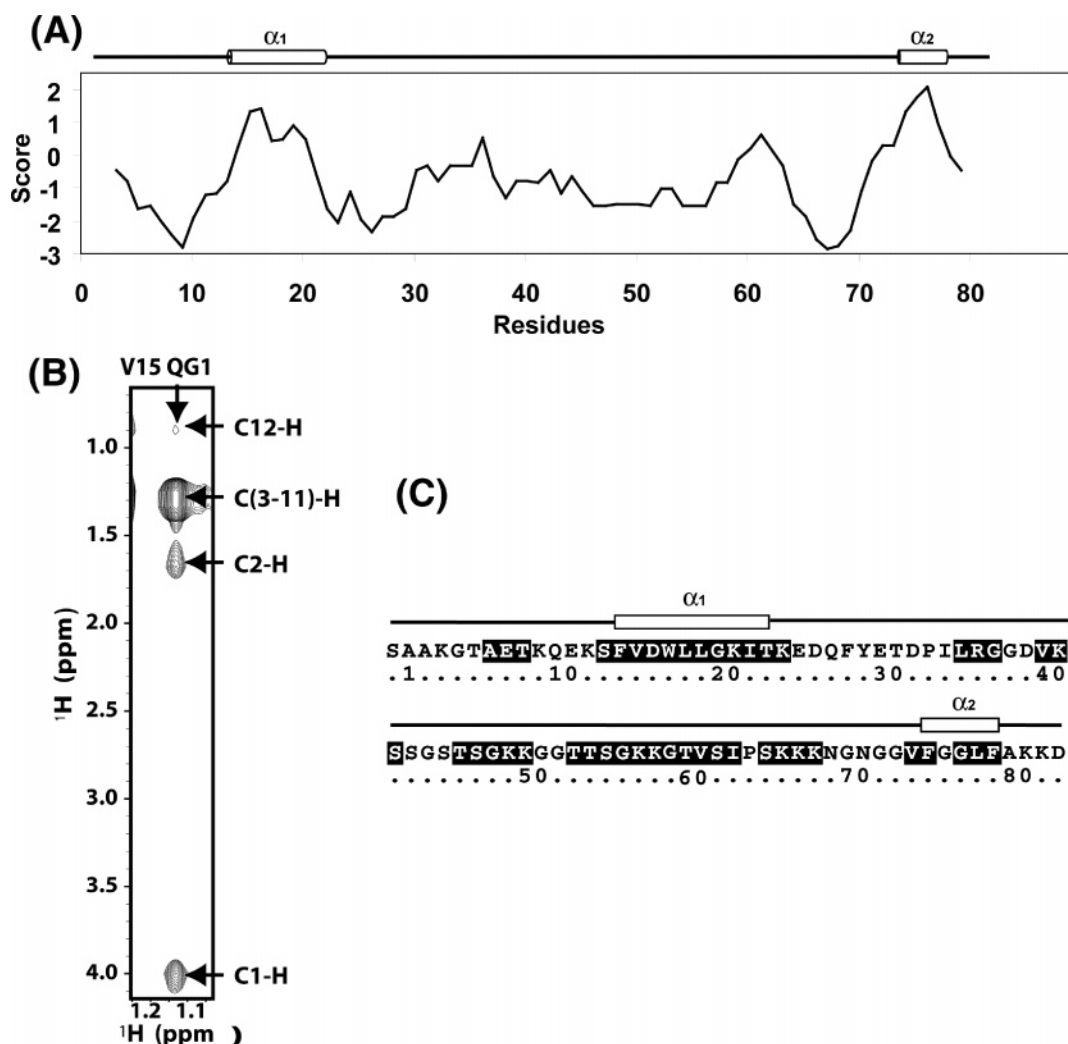 (A)
α1
α2
2
1
0
-1
-2
-3
Score
0 10 20 30 40 50 60 70 80
Residues
(B)
V15 QG1
C12-H
C(3-11)-H
C2-H
C1-H
1.0
1.5
2.0
2.5
3.0
3.5
4.0
¹H (ppm)
1.2 1.1
¹H (ppm )
(C)
α1
SAAKGTAETKQEKSFVDWLLGKITKEDQFYETDPILRGGDVK
.1........10........20........30........40
α2
SSGSTSGKKGGTTSGKKGTVSIPSKKKNGNGGVFGGLFAKKD
........50........60........70........80..